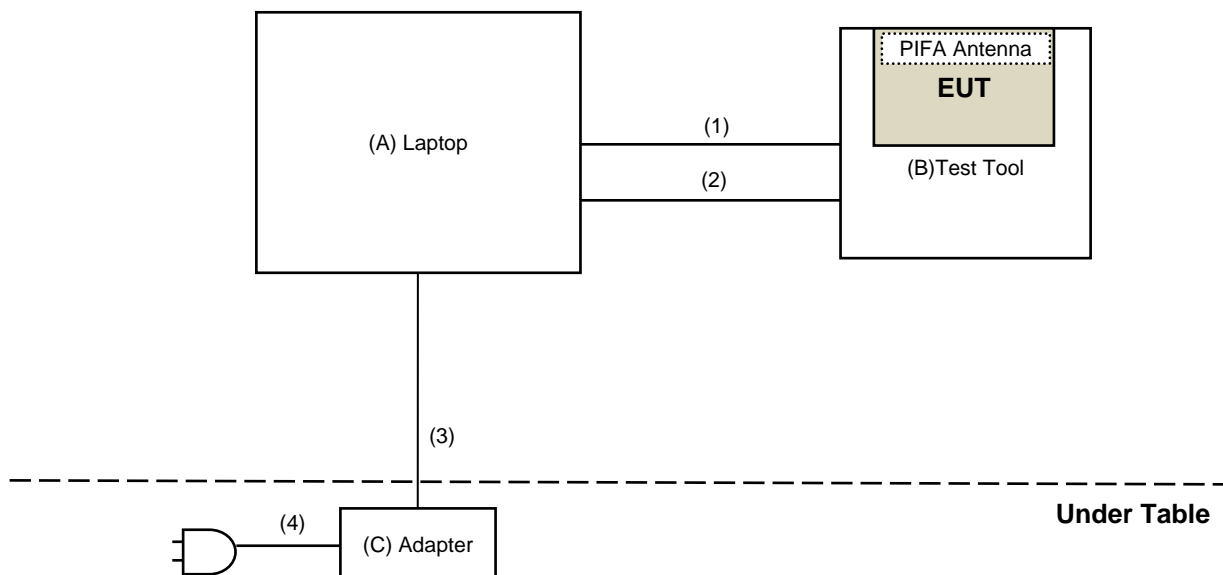 PIFA Antenna
EUT
(A) Laptop
(1)
(B)Test Tool
(2)
(3)
Under Table
(4)
(C) Adapter